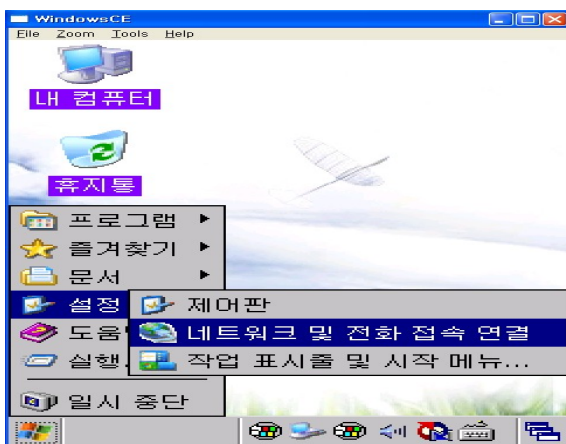 WindowsCE
File Zoom Tools Help
내 컴퓨터
휴지통
프로그램
즐겨찾기
문서
설정
제어판
네트워크 및 전화 접속 연결
작업 표시줄 및 시작 메뉴...
실행
일시 중단